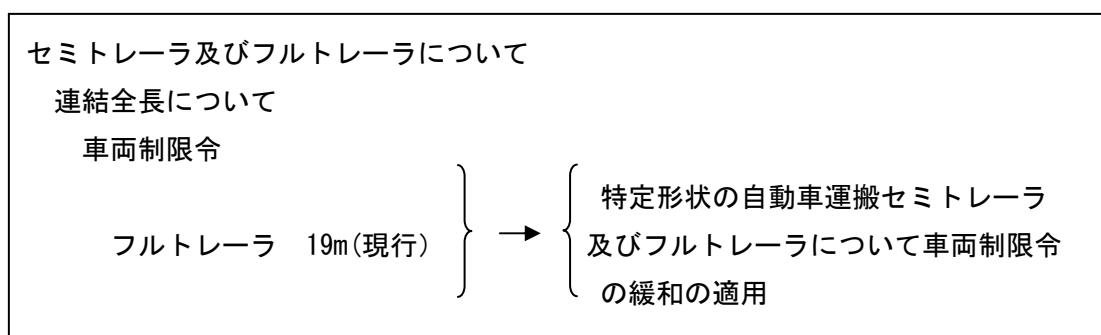 セミトレーラ及びフルトレーラについて
連結全長について
車両制限令
フルトレーラ 19m(現行)
→
特定形状の自動車運搬セミトレーラ
及びフルトレーラについて車両制限令
の緩和の適用